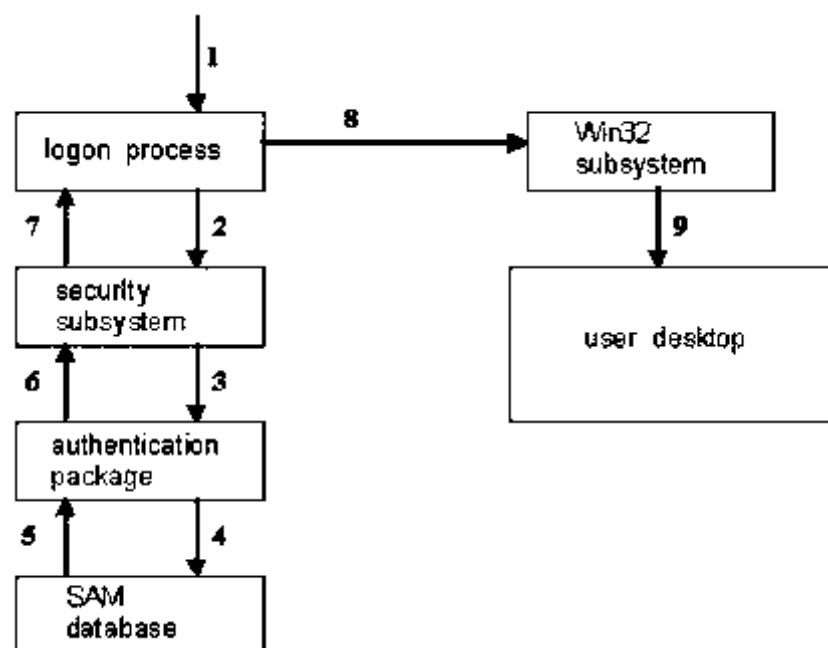 1
logon process
8
Win32
subsystem
7
2
9
security
subsystem
user desktop
6
3
authentication
package
5
4
SAM
database